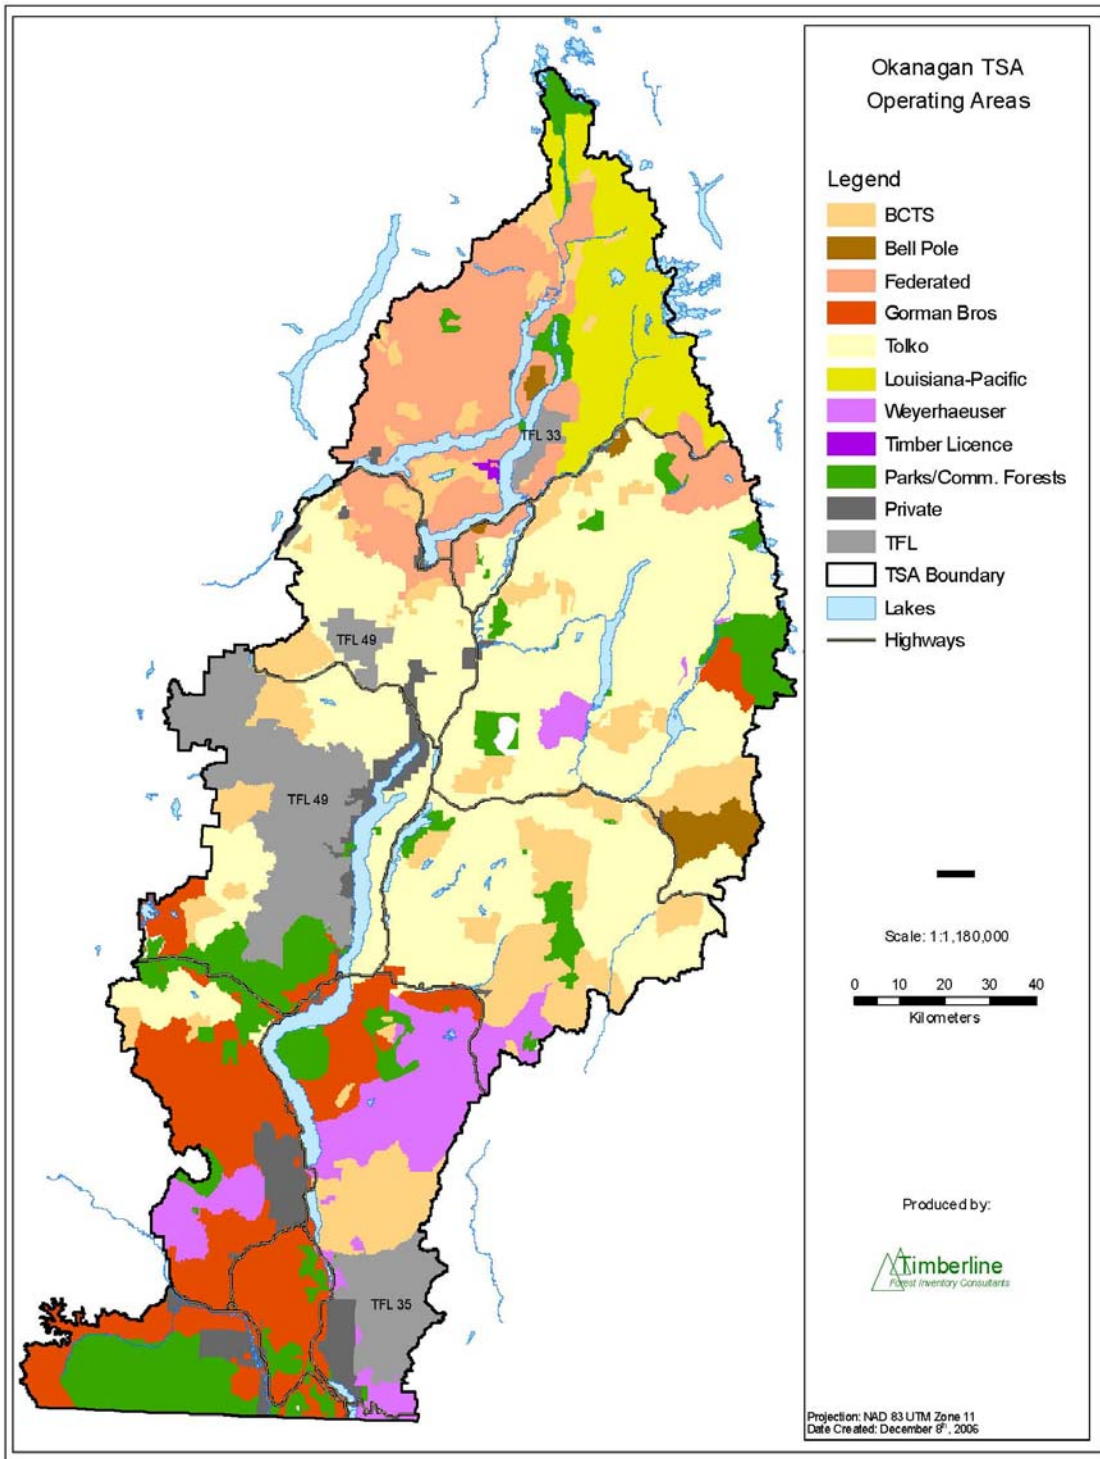 Okanagan TSA
Operating Areas
Legend
BCTS
Bell Pole
Federated
Gorman Bros
Tolko
Louisiana-Pacific
Weyerhaeuser
Timber Licence
Parks/Comm. Forests
Private
TFL
TSA Boundary
Lakes
Highways
TFL 33
TFL 49
TFL 49
TFL 35
Scale: 1:1,180,000
0 10 20 30 40
Kilometers
Produced by:
Timberline
Forest Inventory Consultants
Projection: NAD 83 UTM Zone 11
Date Created: December 8th, 2006